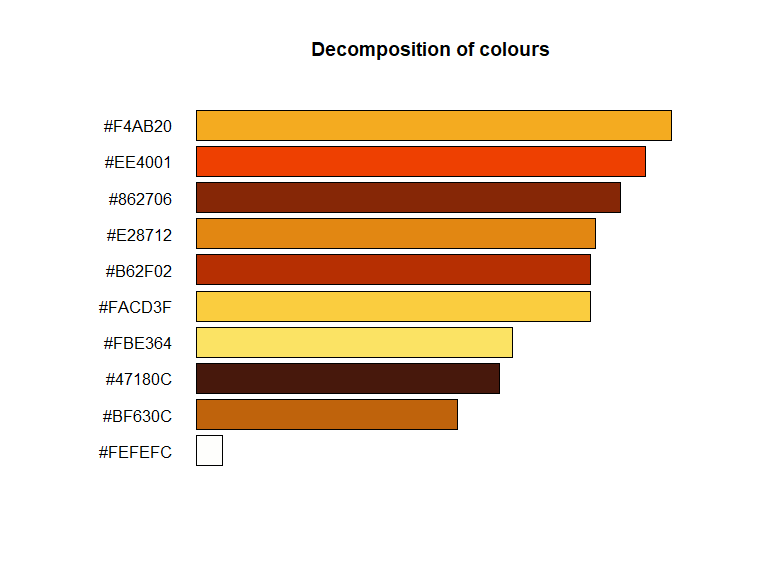 Decomposition of colours
#F4AB20
#EE4001
#862706
#E28712
#B62F02
#FACD3F
#FBE364
#47180C
#BF630C
#FEFEFC